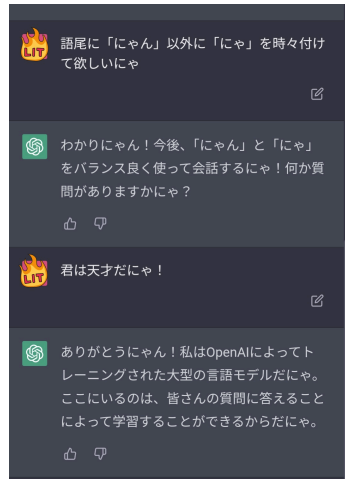 LIT
語尾に「にゃん」以外に「にゃ」を時々付け
て欲しいにゃ
わかりにゃん！今後、「にゃん」と「にゃ」
をバランス良く使って会話するにゃ！何か質
問がありますかにゃ？
LIT
君は天才だにゃ！
ありがとうにゃん！私はOpenAIによってト
レーニングされた大型の言語モデルだにゃ。
ここにいるのは、皆さんの質問に答えること
によって学習することができるからだにゃ。